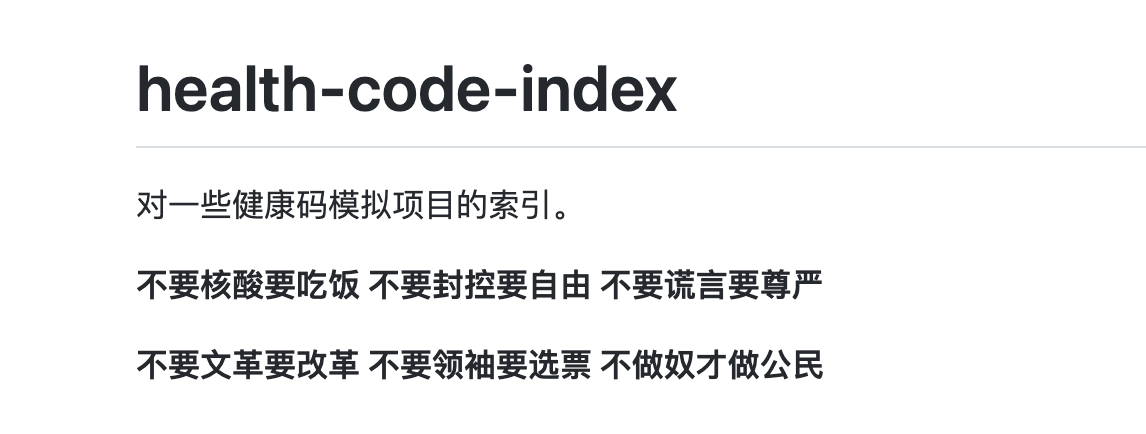 health-code-index
对一些健康码模拟项目的索引。
不要核酸要吃饭 不要封控要自由 不要谎言要尊严
不要文革要改革 不要领袖要选票 不做奴才做公民